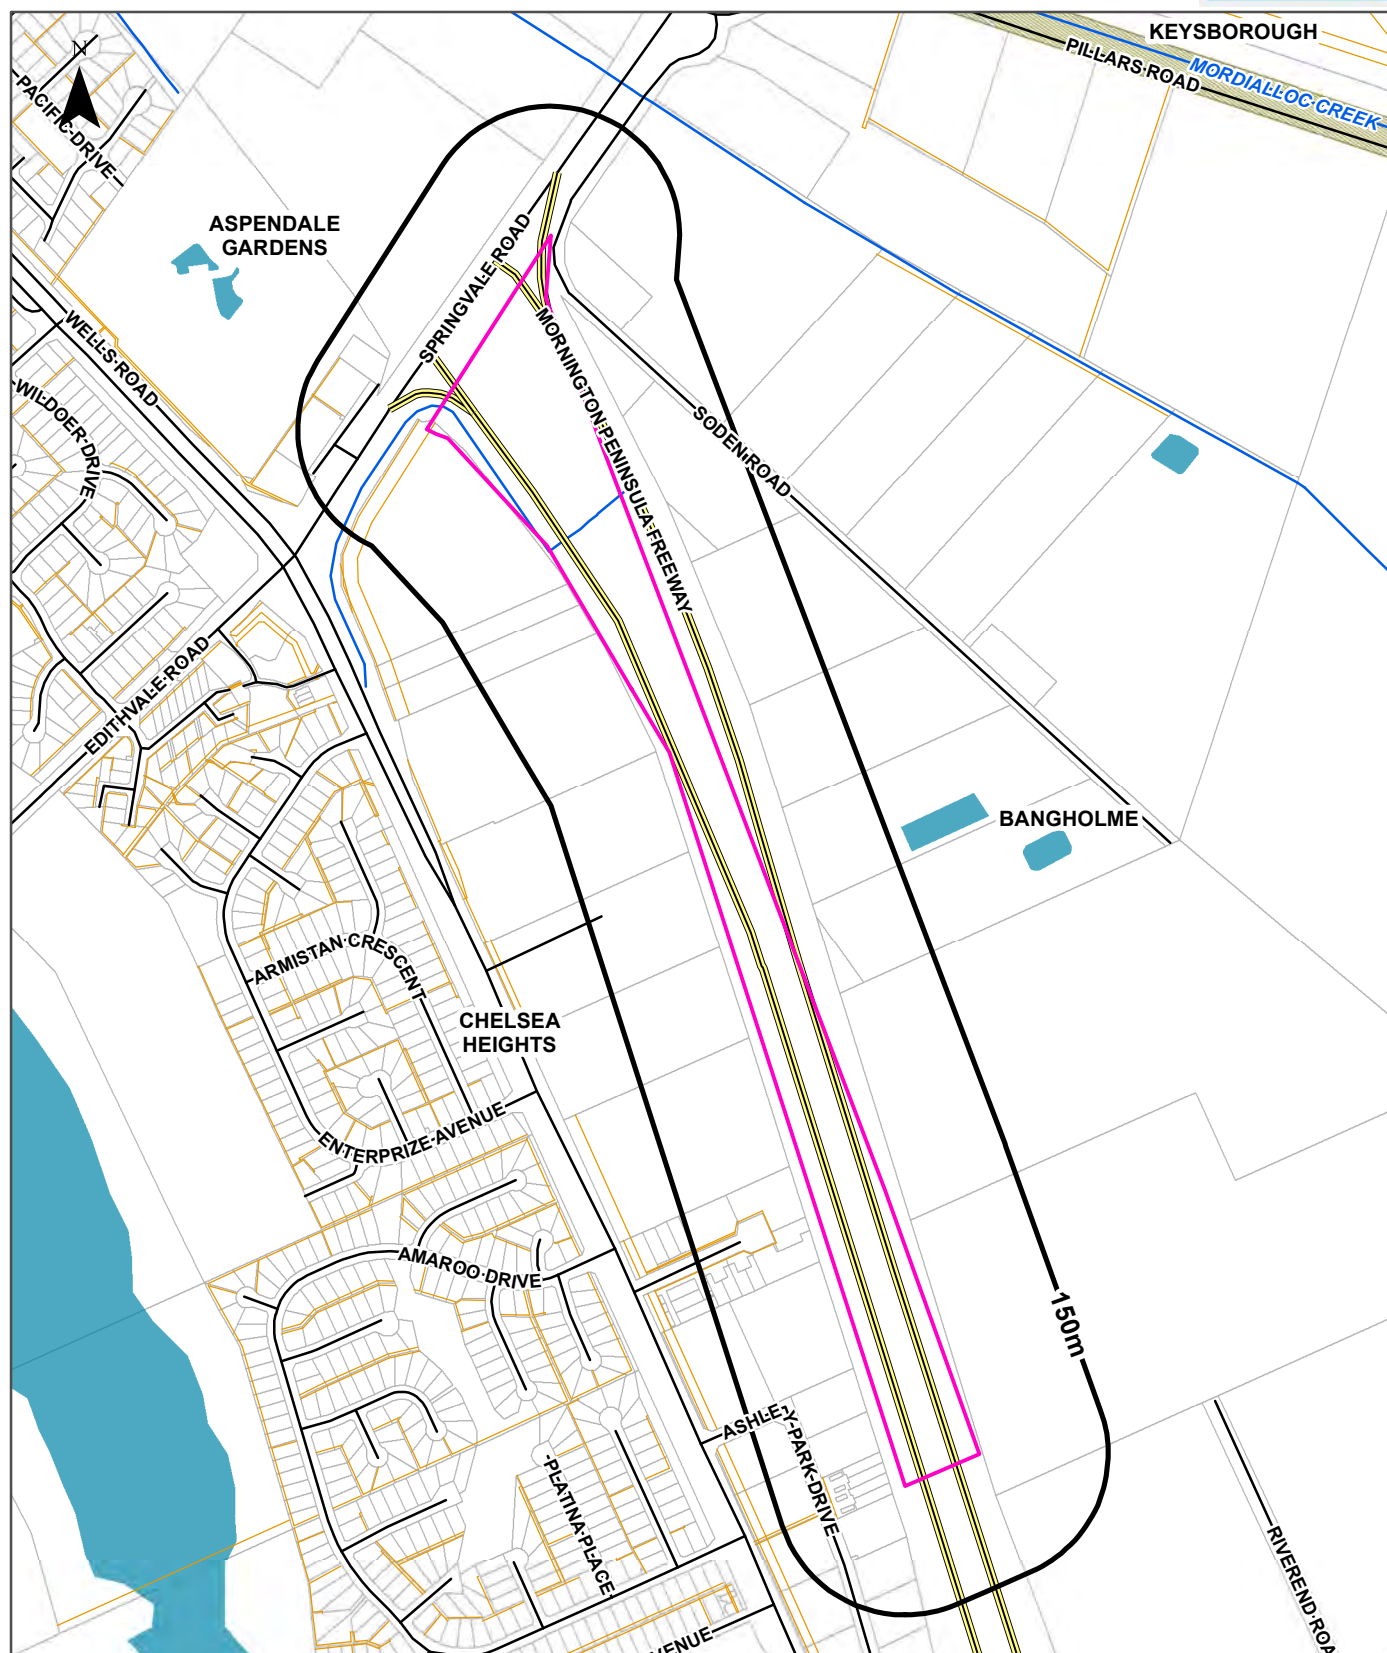 KEYSBOROUGH
PILLARS ROAD
MORDIALLOC CREEK
N
PACIFIC DRIVE
ASPENDALE
GARDENS
SPRINGVALE ROAD
WELLS ROAD
MORNINGTON PENINSULA FREEWAY
WILDOER DRIVE
SODEN ROAD
EDITHVALE ROAD
BANGHOLME
ARMISTAN CRESCENT
CHELSEA
HEIGHTS
ENTERPRIZE AVENUE
AMAROO DRIVE
150m
ASHLEY PARK DRIVE
PLATINA PLACE
RIVEREND ROA
VENUE